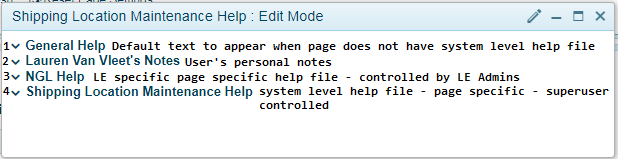 Shipping Location Maintenance Help : Edit Mode
1 General Help Default text to appear when page does not have system level help file
2 Lauren Van Vleet's Notes User's personal notes
3 NGL Help LE specific page specific help file - controlled by LE Admins
4 Shipping Location Maintenance Help system level help file - page specific - superuser
controlled